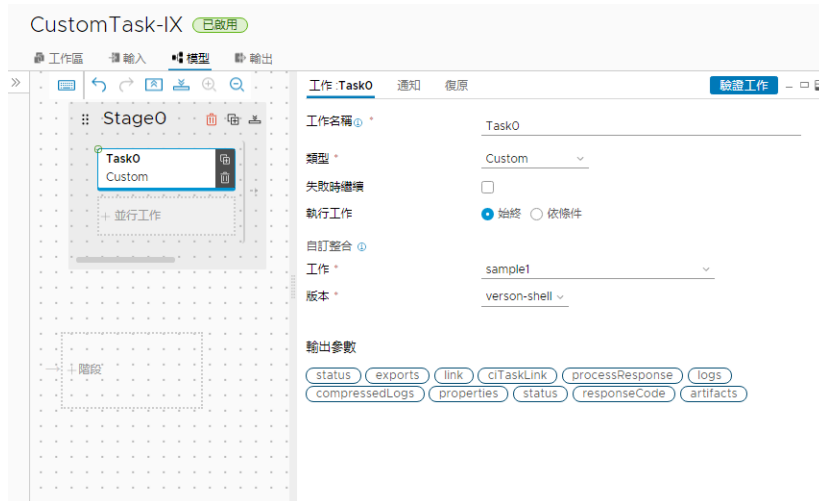 CustomTask-IX 已啟用
工作區 輸入 模型 輸出
工作 :Task0 通知 復原 驗證工作
Stage0
Task0
Custom
+ 並行工作
+ 階段
工作名稱 * Task0
類型 * Custom
失敗時繼續
執行工作 始終 依條件
自訂整合
工作 * sample1
版本 * verson-shell
輸出參數
status exports link ciTaskLink processResponse logs
compressedLogs properties status responseCode artifacts